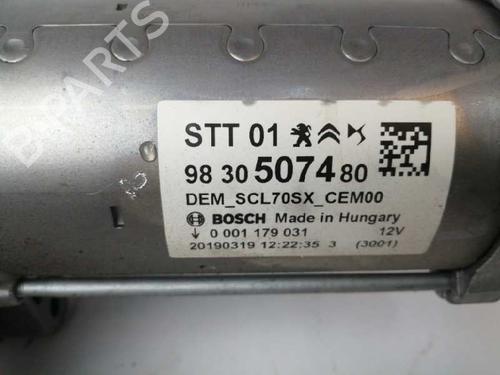 B-PARTS
STT 01
98 30 5074 80
DEM_SCL70SX_CEM00
BOSCH Made in Hungary
↓ 0 001 179 031 12V
20190319 12:22:35 3 (3001)